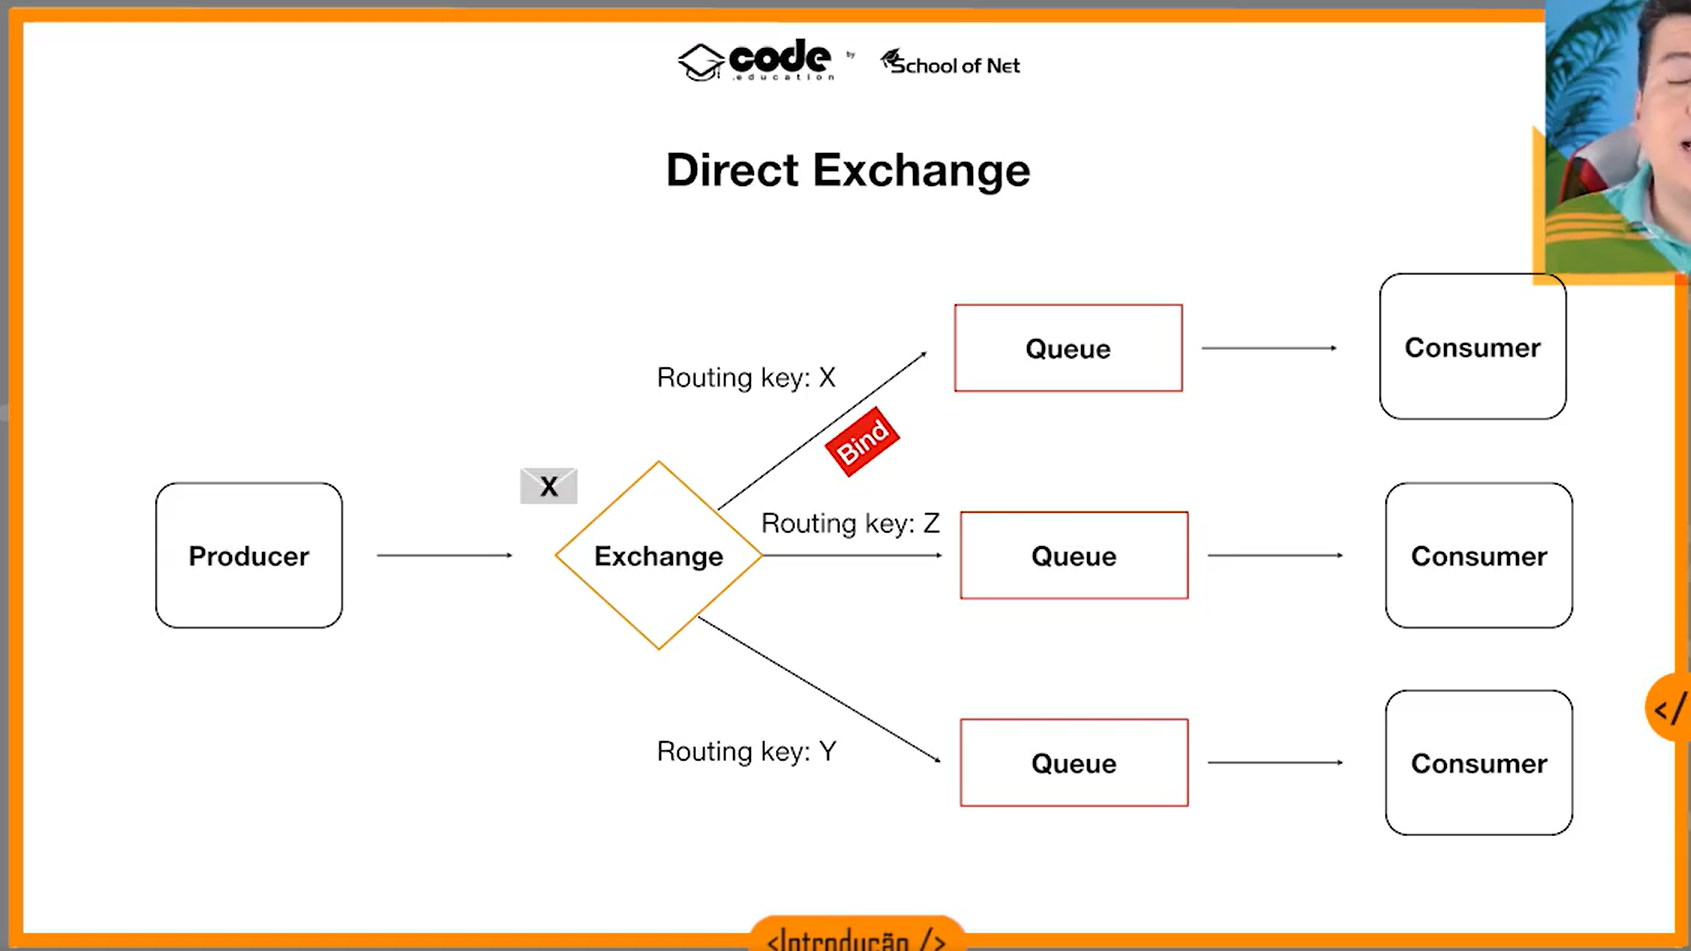 code
.education
by
School of Net
Direct Exchange
Routing key: X
Queue
Consumer
Bind
X
Routing key: Z
Producer
Exchange
Queue
Consumer
Routing key: Y
Queue
Consumer
</
<Introdução />